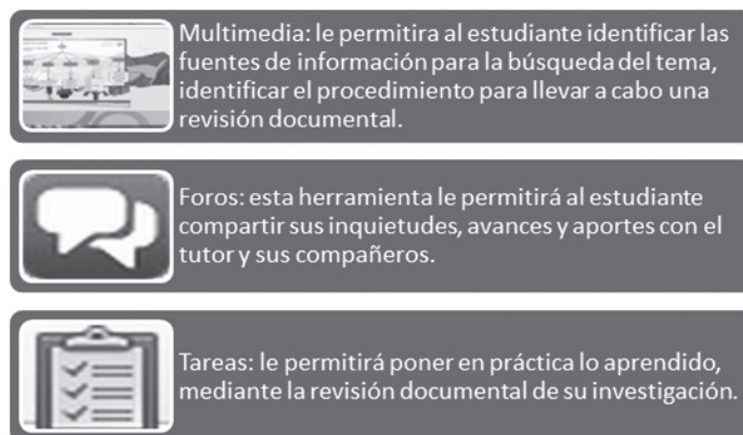 Multimedia: le permitira al estudiante identificar las
fuentes de información para la búsqueda del tema,
identificar el procedimiento para llevar a cabo una
revisión documental.
Foros: esta herramienta le permitirá al estudiante
compartir sus inquietudes, avances y aportes con el
tutor y sus compañeros.
Tareas: le permitirá poner en práctica lo aprendido,
mediante la revisión documental de su investigación.